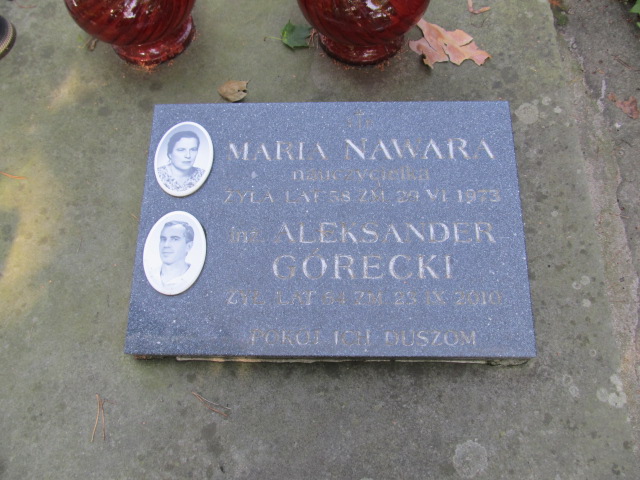 MARIA NAWARA
nauczycielka
ŻYŁA LAT 58 ZM. 29 VI 1973
inż. ALEKSANDER
GÓRECKI
ŻYŁ LAT 84 ZM 23 IX 2010
POKÓJ ICH DUSZOM